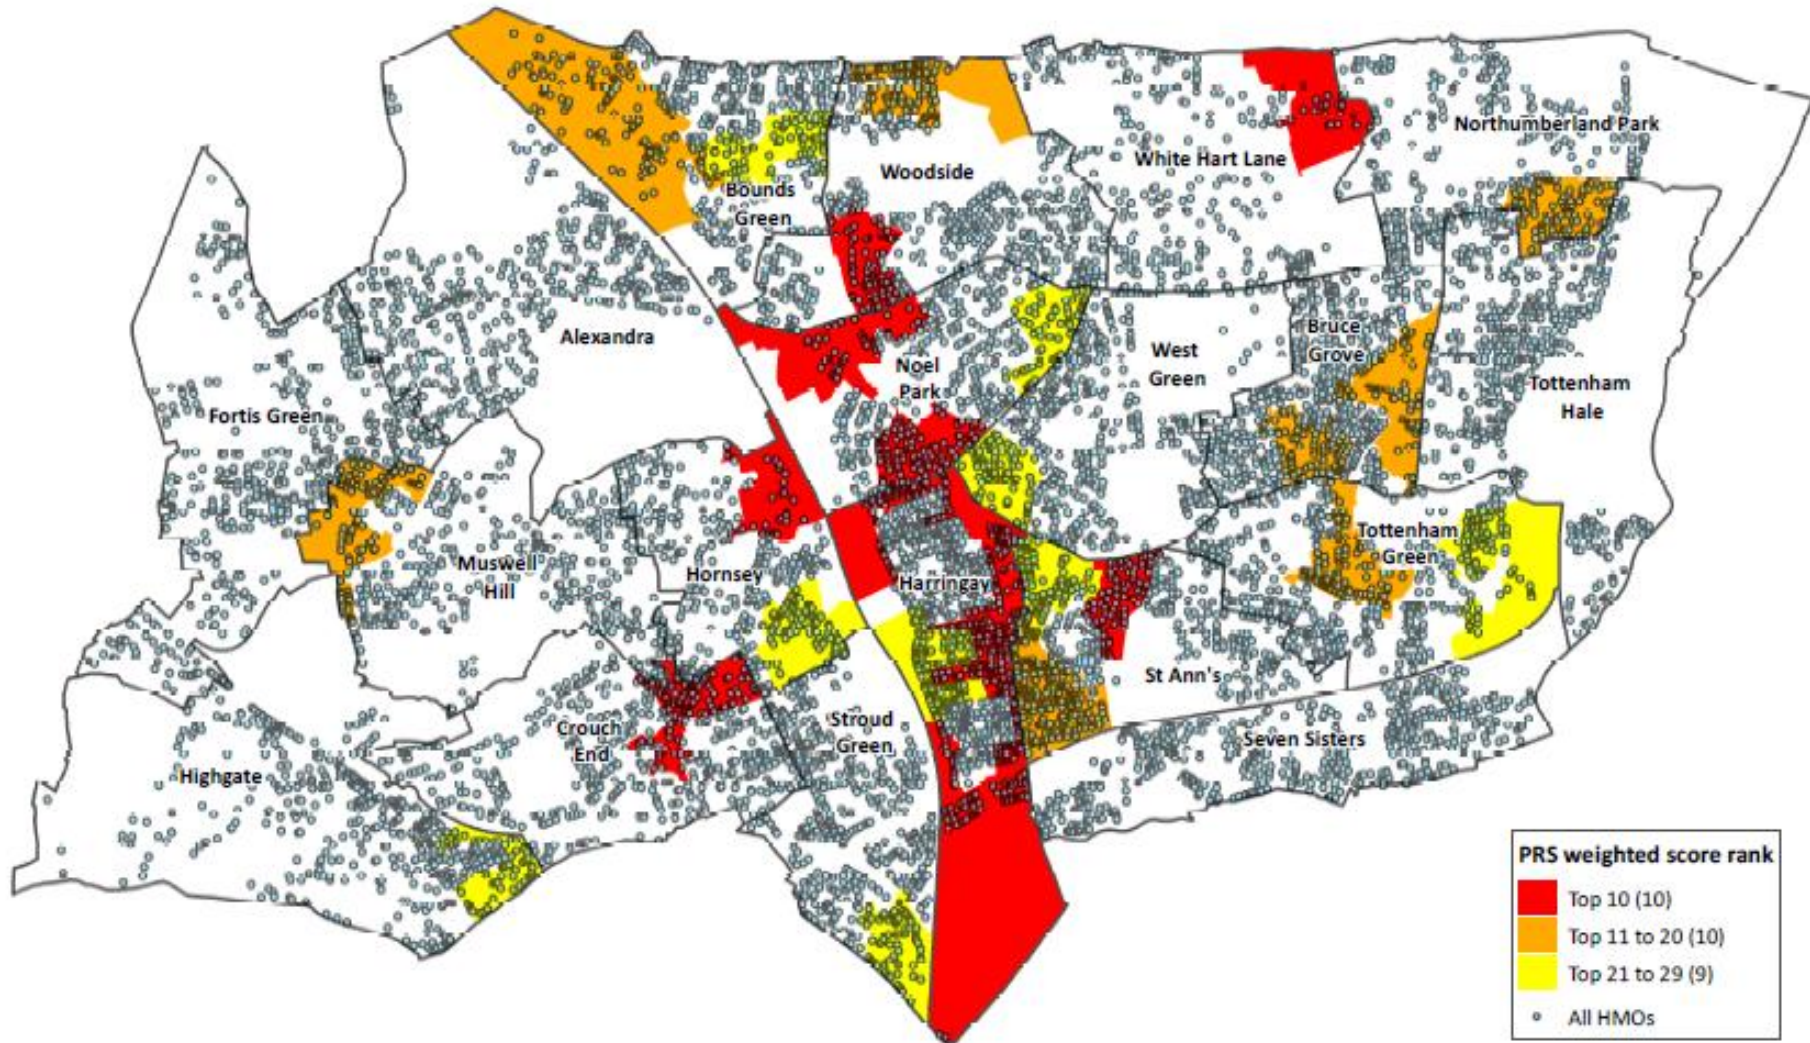 Northumberland Park
White Hart Lane
Woodside
Bounds
Green
Alexandra
Noel
Park
West
Green
Bruce
Grove
Tottenham
Hale
Fortis Green
Muswell
Hill
Hornsey
Harringay
Tottenham
Green
St Ann's
Crouch
End
Stroud
Green
Seven Sisters
Highgate
PRS weighted score rank
Top 10 (10)
Top 11 to 20 (10)
Top 21 to 29 (9)
All HMOs